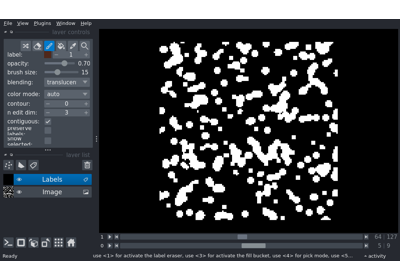 File View Plugins Window Help
layer controls
label: 1
opacity: 0.70
brush size: 15
blending: translucen
color mode: auto
contour: 0
n edit dim: 3
contiguous:
preserve
labels:
show
selected:
layer list
Labels
Image
1 64 127
0 5 9
Ready use <1> for activate the label eraser, use <3> for activate the fill bucket, use <4> for pick mode, use <5... activity